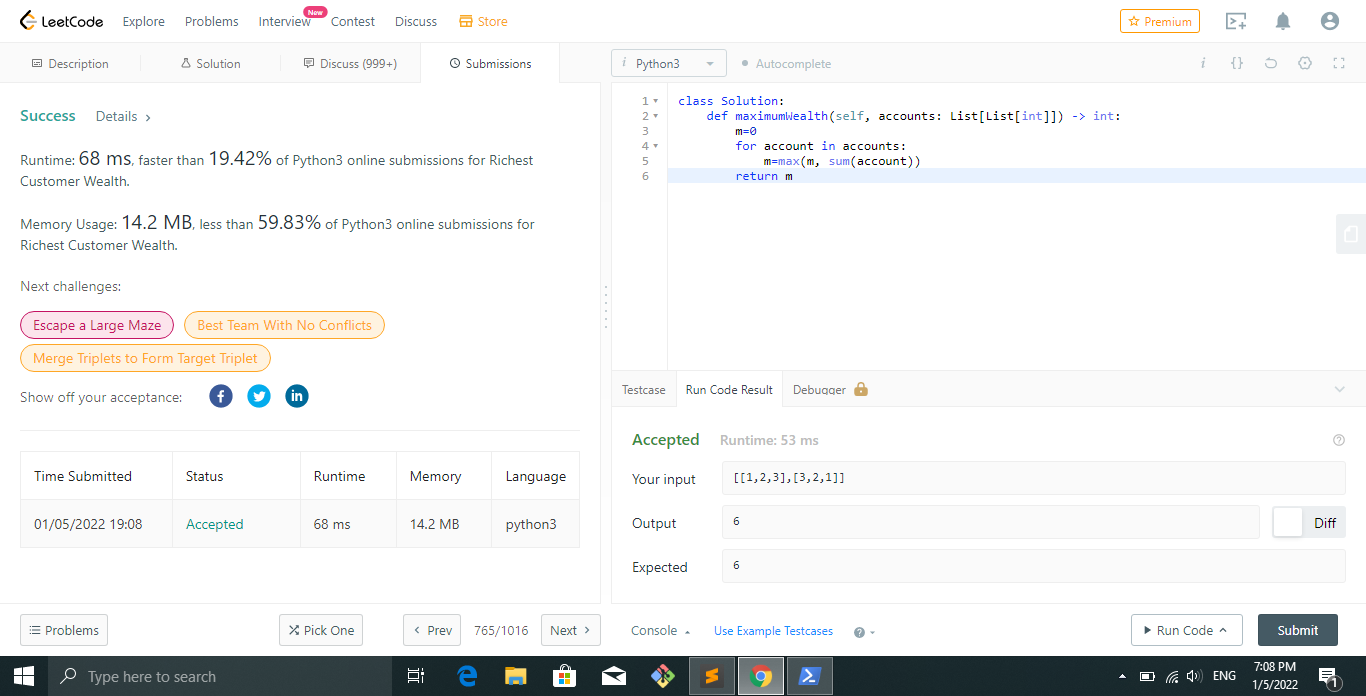 LeetCode Explore Problems Interview New Contest Discuss Store Premium
Description Solution Discuss (999+) Submissions
i Python3 Autocomplete i {}
Success Details >
Runtime: 68 ms, faster than 19.42% of Python3 online submissions for Richest
Customer Wealth.
Memory Usage: 14.2 MB, less than 59.83% of Python3 online submissions for
Richest Customer Wealth.
Next challenges:
Escape a Large Maze Best Team With No Conflicts
Merge Triplets to Form Target Triplet
Show off your acceptance: f in
Time Submitted Status Runtime Memory Language
01/05/2022 19:08 Accepted 68 ms 14.2 MB python3
1 class Solution:
2 def maximumWealth(self, accounts: List[List[int]]) -> int:
3 m=0
4 for account in accounts:
5 m=max(m, sum(account))
6 return m
Testcase Run Code Result Debugger
Accepted Runtime: 53 ms
Your input [[1,2,3],[3,2,1]]
Output 6 Diff
Expected 6
Problems Pick One < Prev 765/1016 Next > Console Use Example Testcases Run Code Submit
Type here to search ENG 7:08 PM
1/5/2022 1